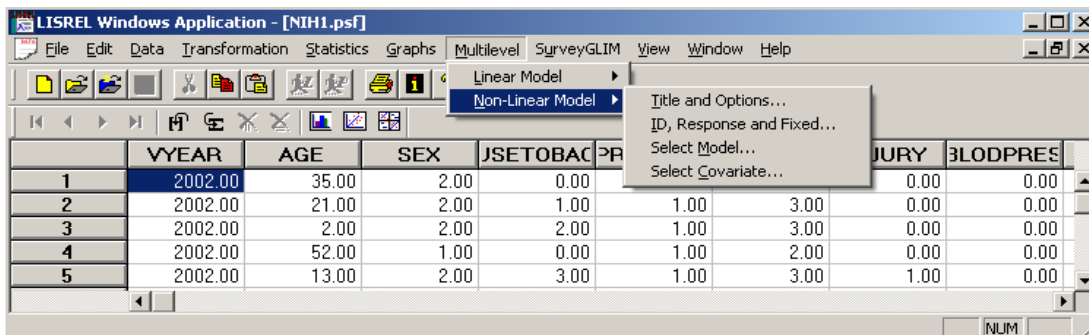 LISREL Windows Application - [NIH1.psf]
File Edit Data Transformation Statistics Graphs Multilevel SurveyGLIM View Window Help
Linear Model
Non-Linear Model
Title and Options...
ID, Response and Fixed...
Select Model...
Select Covariate...
VYEAR AGE SEX JSETOBAC PR JURY BLODPRES
1 2002.00 35.00 2.00 0.00 0.00 0.00
2 2002.00 21.00 2.00 1.00 1.00 3.00 0.00 0.00
3 2002.00 2.00 2.00 2.00 1.00 3.00 0.00 0.00
4 2002.00 52.00 1.00 0.00 1.00 2.00 0.00 0.00
5 2002.00 13.00 2.00 3.00 1.00 3.00 1.00 0.00
NUM